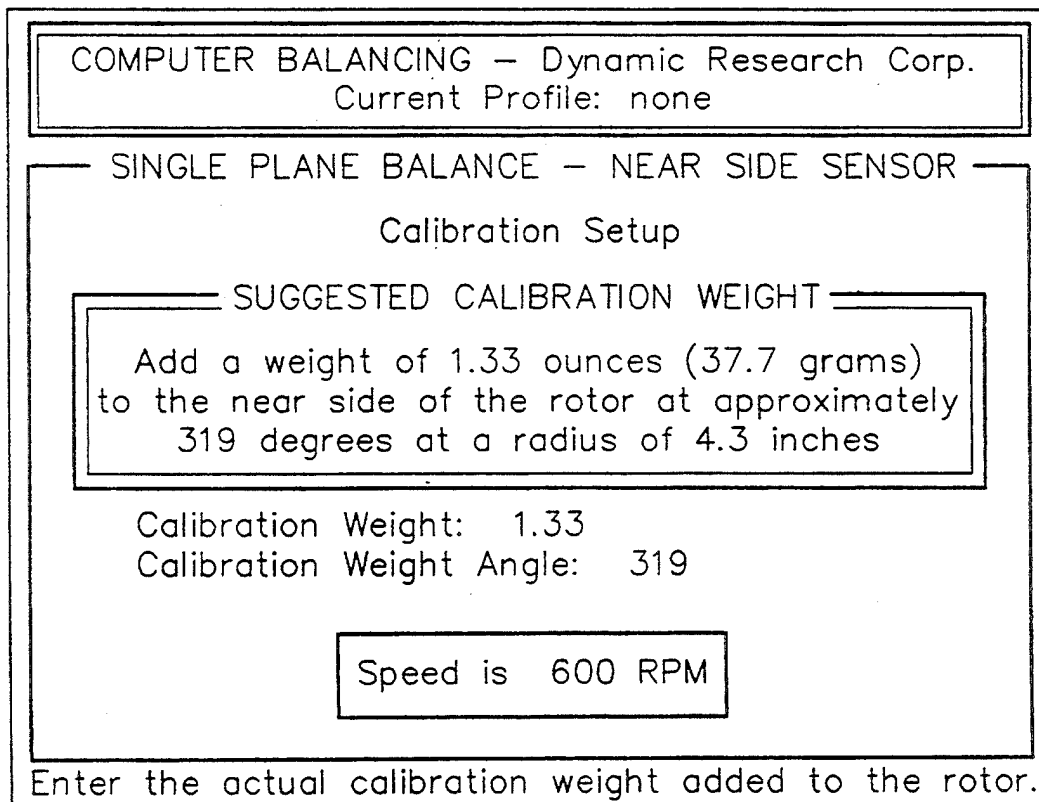 COMPUTER BALANCING – Dynamic Research Corp.
Current Profile: none
SINGLE PLANE BALANCE – NEAR SIDE SENSOR
Calibration Setup
SUGGESTED CALIBRATION WEIGHT
Add a weight of 1.33 ounces (37.7 grams)
to the near side of the rotor at approximately
319 degrees at a radius of 4.3 inches
Calibration Weight: 1.33
Calibration Weight Angle: 319
Speed is 600 RPM
Enter the actual calibration weight added to the rotor.